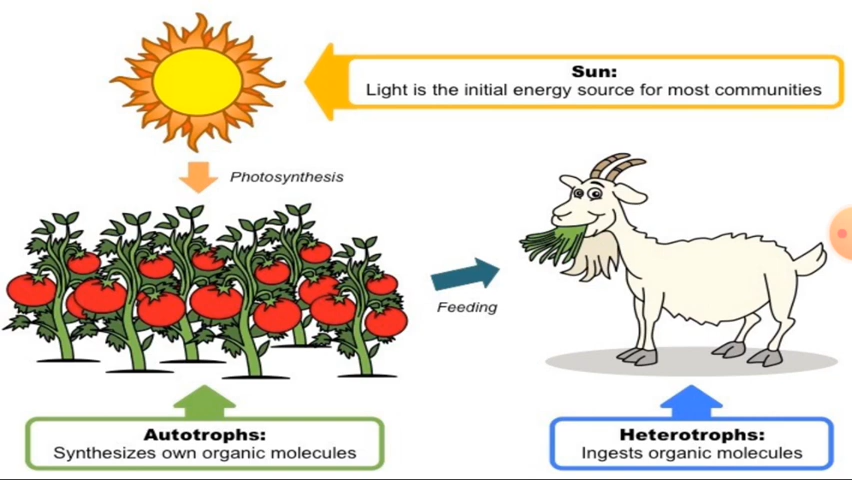 Sun:
Light is the initial energy source for most communities
Photosynthesis
Feeding
Autotrophs:
Synthesizes own organic molecules
Heterotrophs:
Ingests organic molecules